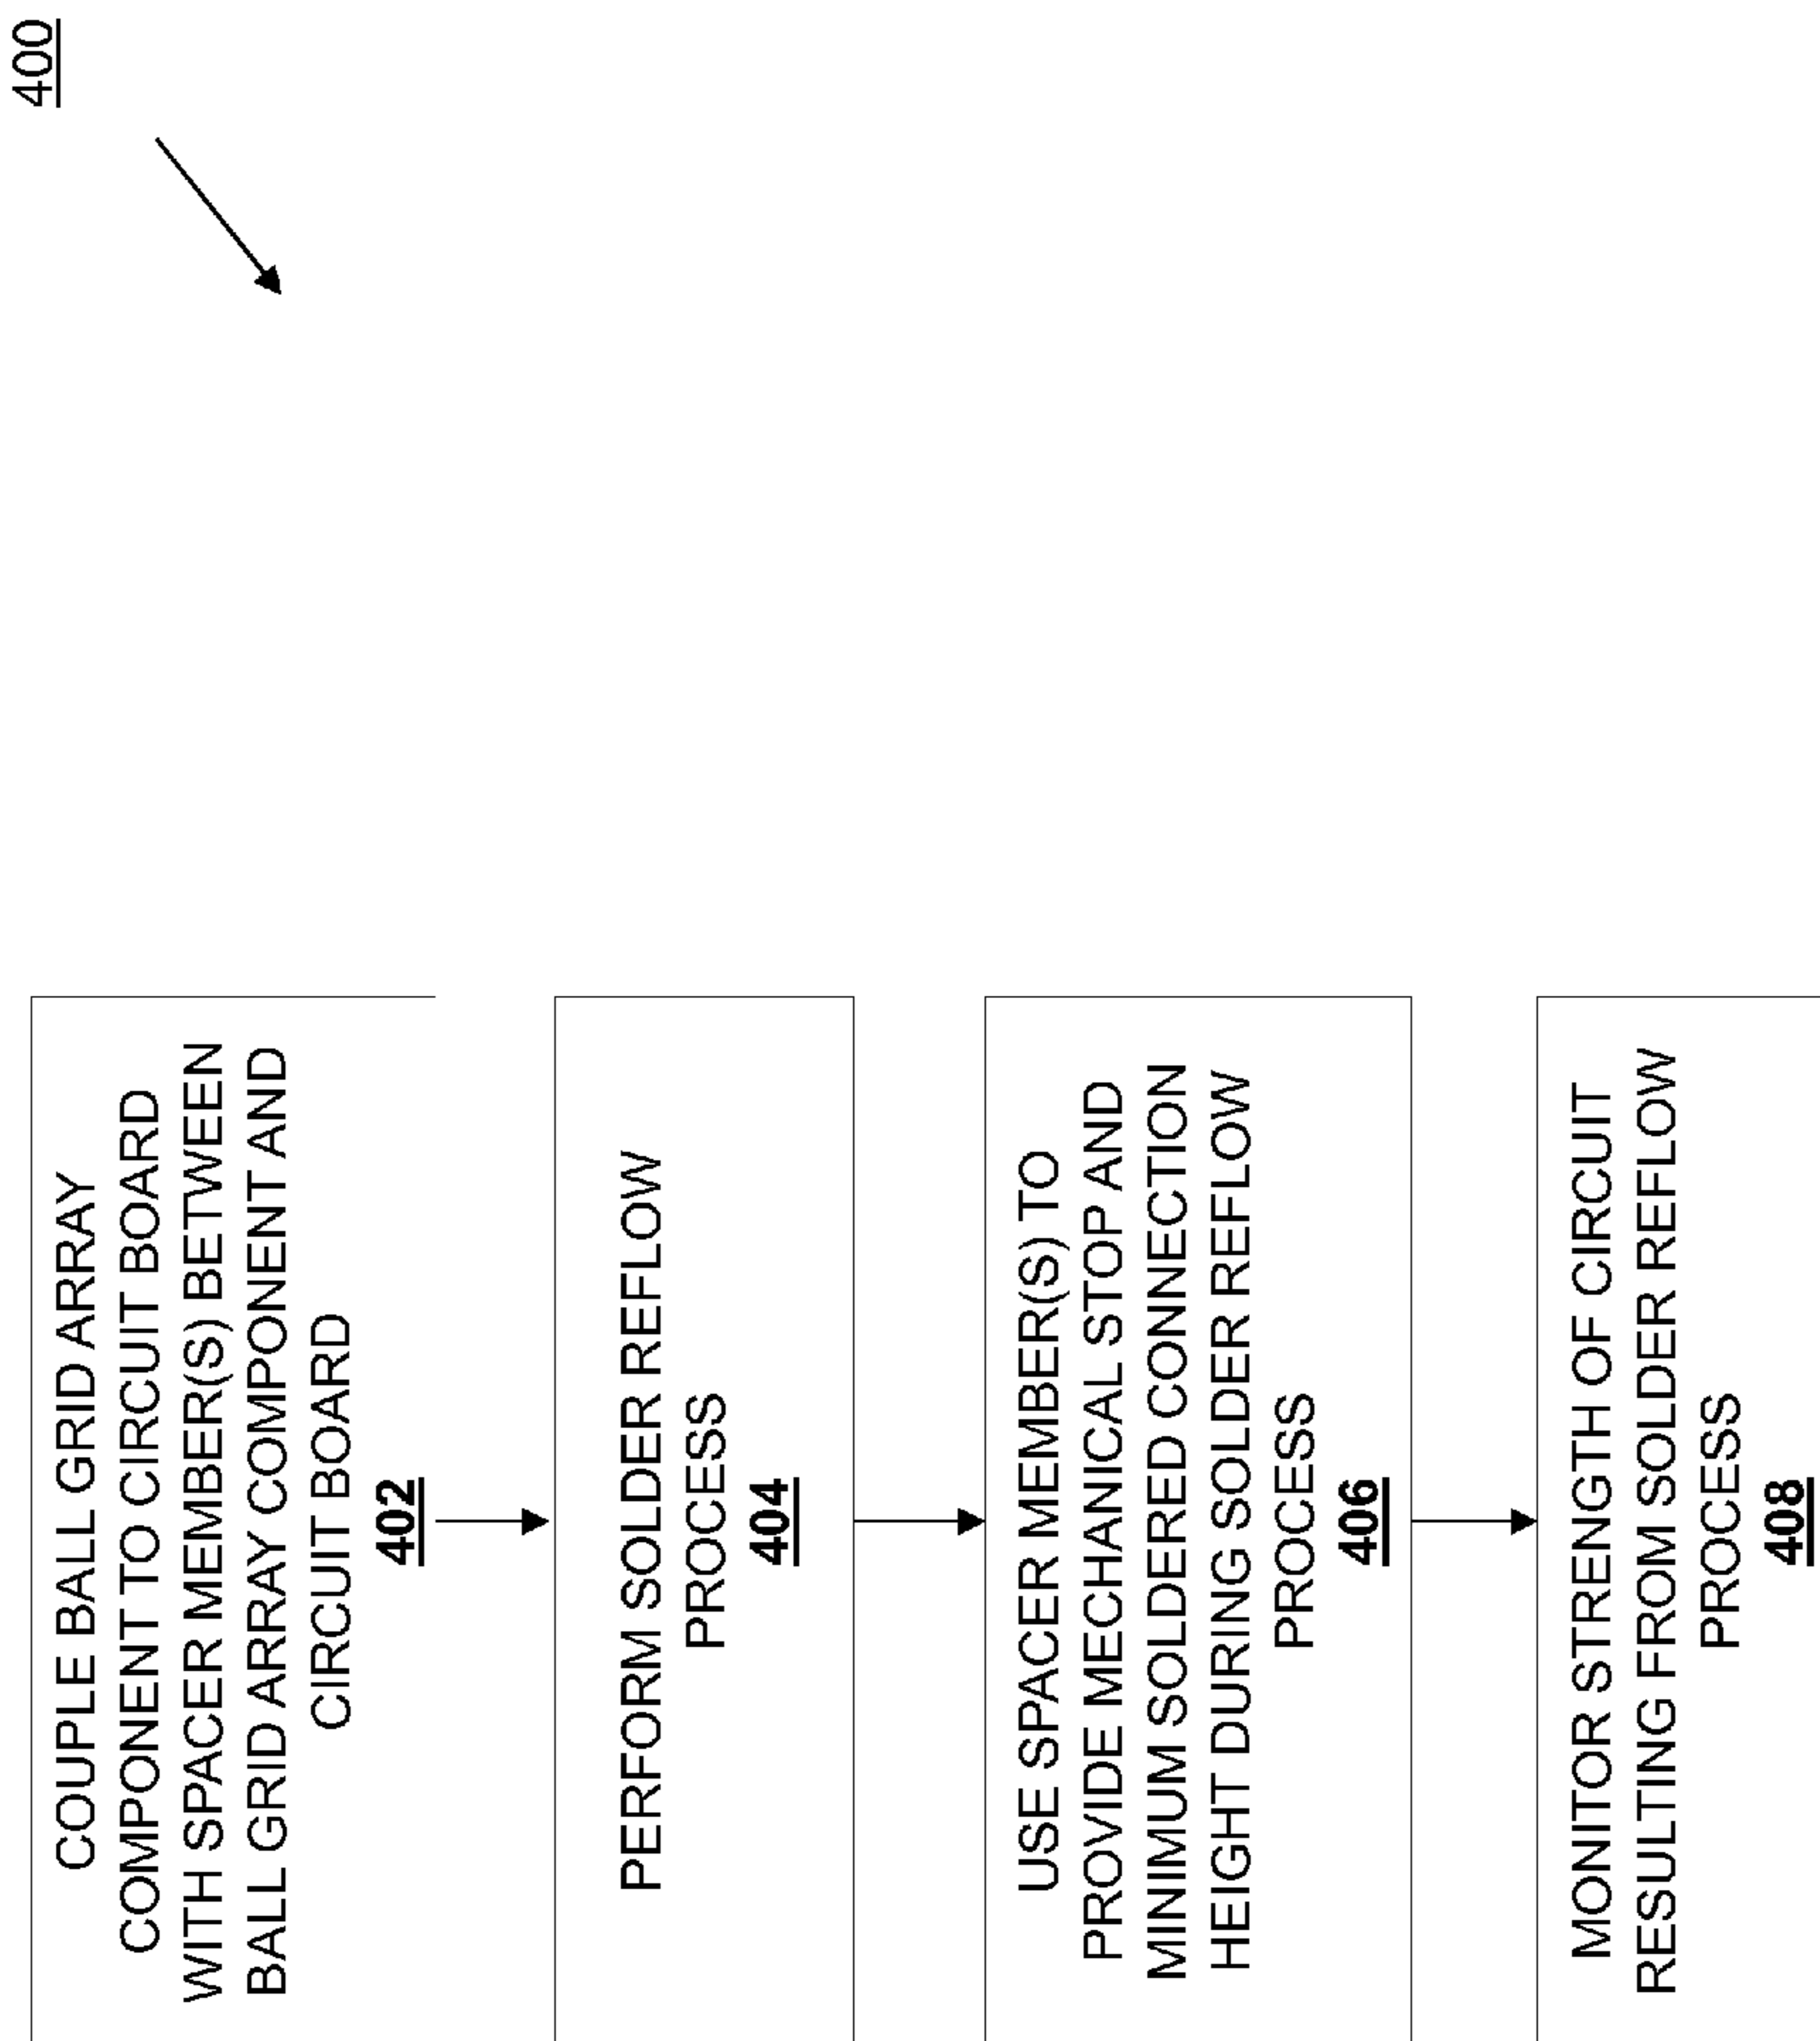 400
COUPLE BALL GRID ARRAY
COMPONENT TO CIRCUIT BOARD
WITH SPACER MEMBER(S) BETWEEN
BALL GRID ARRAY COMPONENT AND
CIRCUIT BOARD
402
PERFORM SOLDER REFLOW
PROCESS
404
USE SPACER MEMBER(S) TO
PROVIDE MECHANICAL STOP AND
MINIMUM SOLDERED CONNECTION
HEIGHT DURING SOLDER REFLOW
PROCESS
406
MONITOR STRENGTH OF CIRCUIT
RESULTING FROM SOLDER REFLOW
PROCESS
408